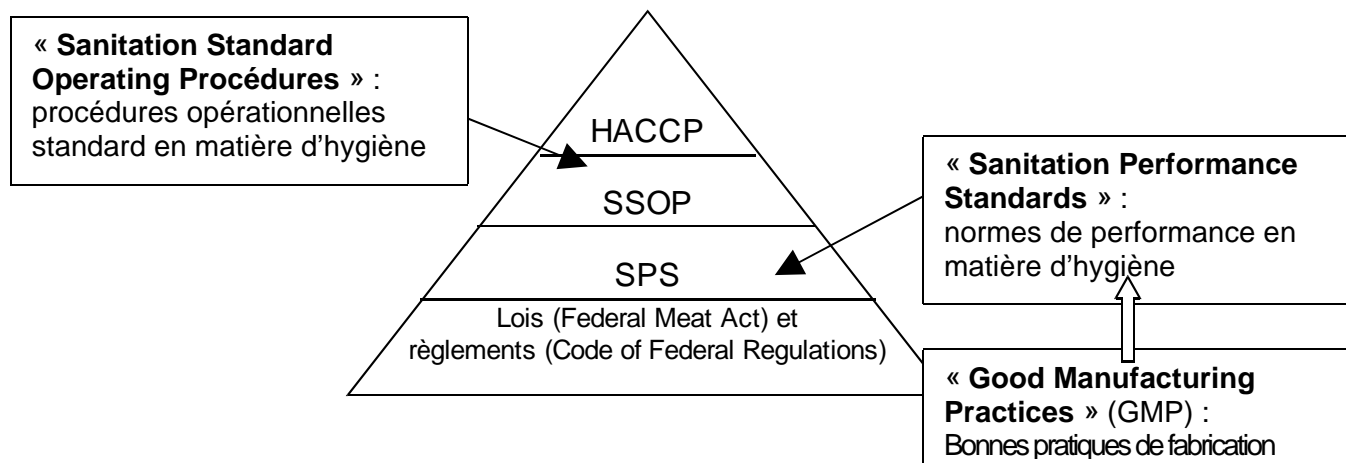 « Sanitation Standard
Operating Procédures » :
procédures opérationnelles
standard en matière d'hygiène
HACCP
SSOP
SPS
Lois (Federal Meat Act) et
règlements (Code of Federal Regulations)
« Sanitation Performance
Standards » :
normes de performance en
matière d'hygiène
« Good Manufacturing
Practices » (GMP) :
Bonnes pratiques de fabrication